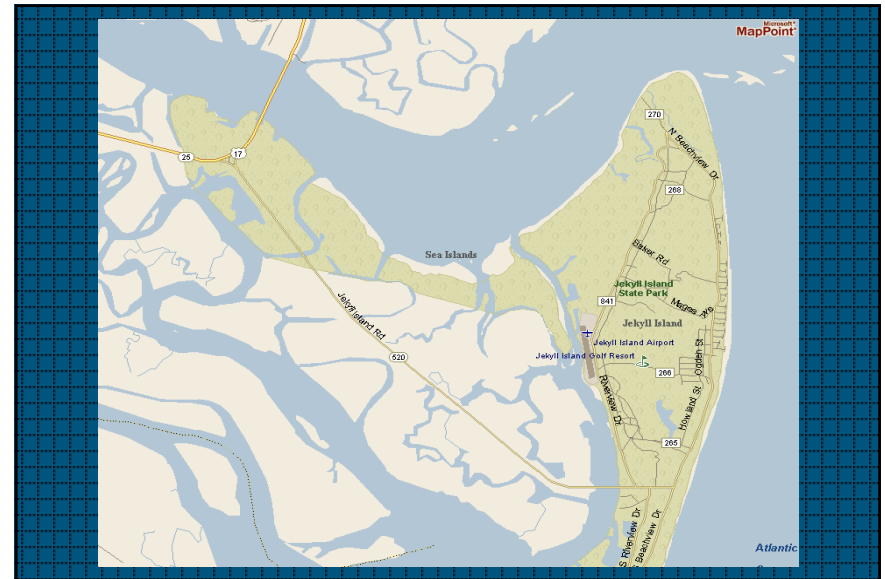 Microsoft®
MapPoint®
270
N Beachview Dr
25
17
268
Baker Rd
Sea Islands
Jekyll Island
State Park
841
Jekyll Island Rd
Jekyll Island
Jekyll Island Airport
Jekyll Island Golf Resort
520
266
Ogden St
Riverview Dr
Howland St
265
S Riverview Dr
S Beachview Dr
Atlantic